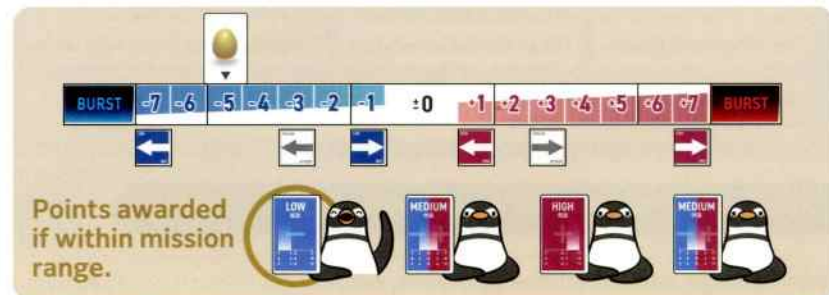 BURST -7 -6 -5 -4 -3 -2 -1 ±0 +1 +2 +3 +4 +5 +6 +7 BURST
LOW MEDIUM HIGH MEDIUM
Points awarded
if within mission
range.